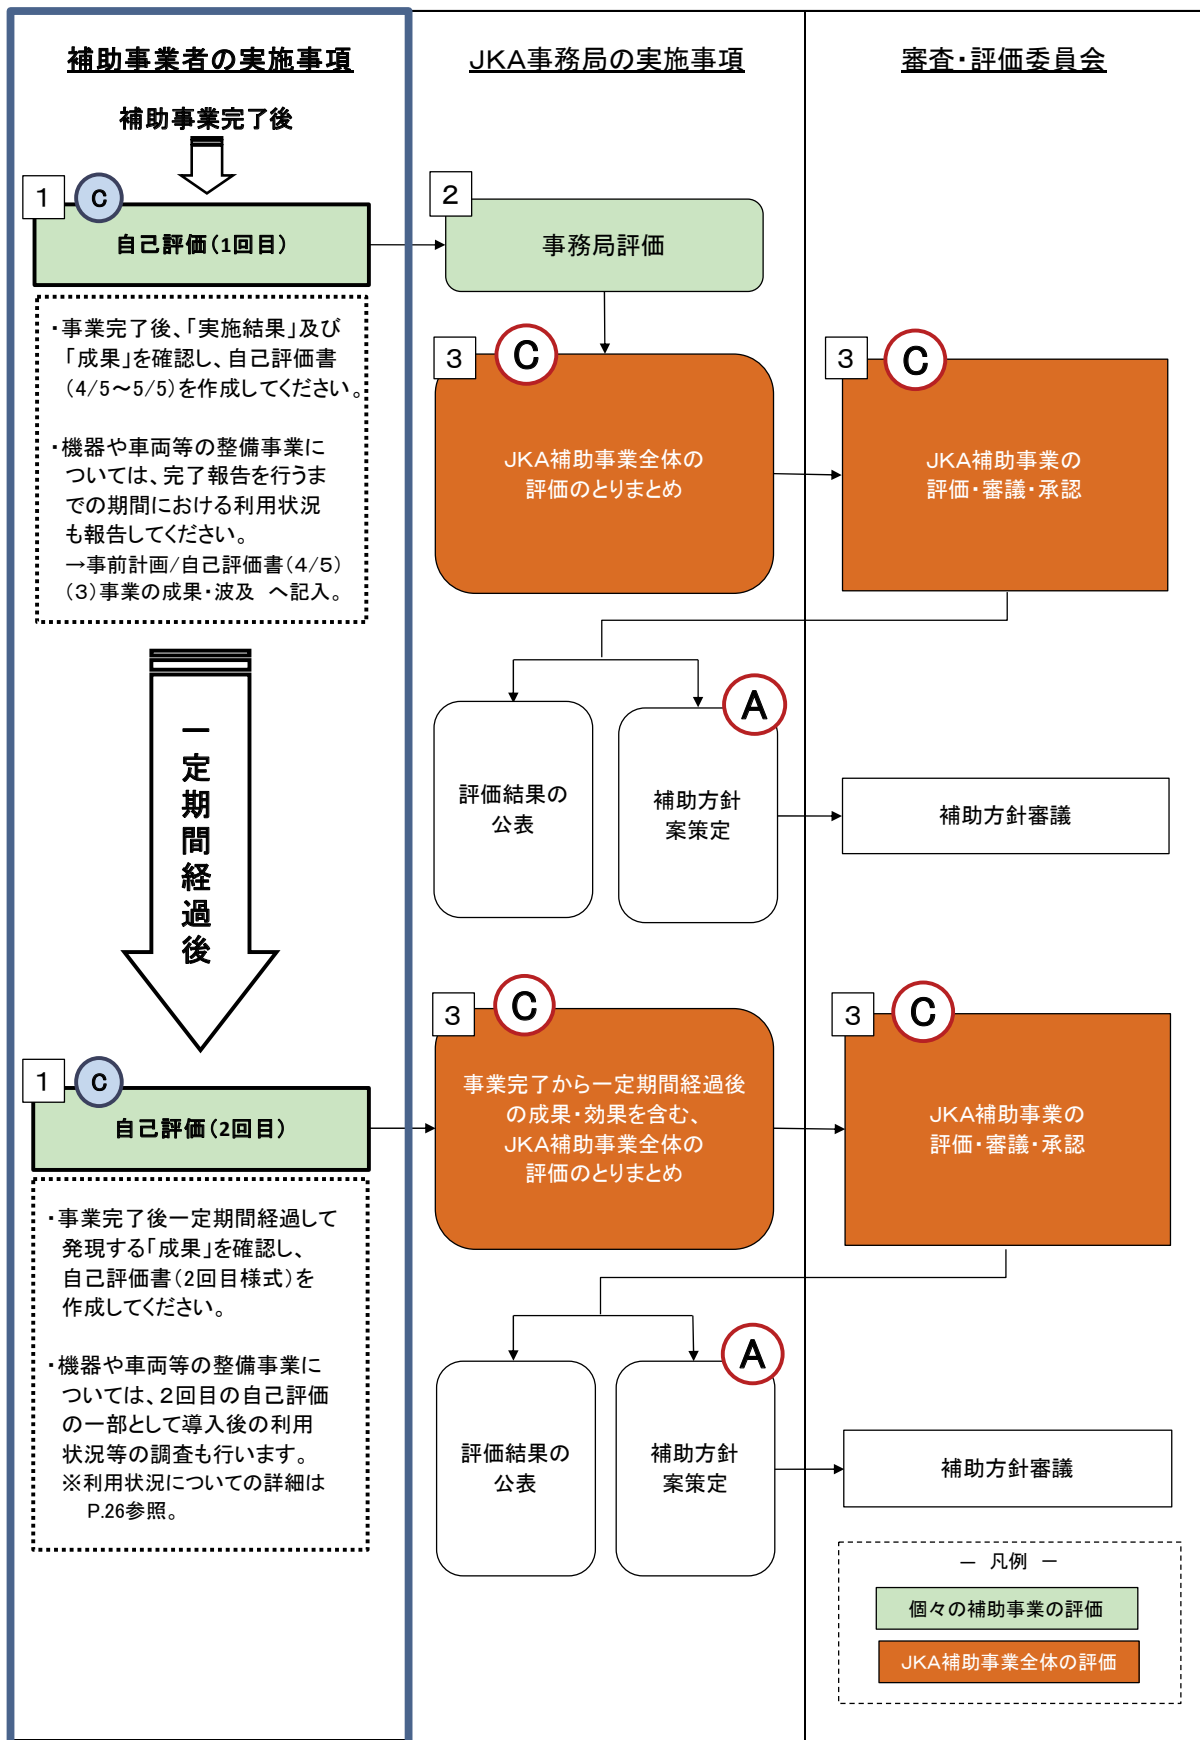 補助事業者の実施事項
JKA事務局の実施事項
審査・評価委員会
補助事業完了後
1
C
自己評価(1回目)
2
事務局評価
・事業完了後、「実施結果」及び
「成果」を確認し、自己評価書
(4/5～5/5)を作成してください。
・機器や車両等の整備事業に
ついては、完了報告を行うま
での期間における利用状況
も報告してください。
→事前計画/自己評価書(4/5)
(3)事業の成果・波及 へ記入。
3
C
JKA補助事業全体の
評価のとりまとめ
3
C
JKA補助事業の
評価・審議・承認
一定期間経過後
評価結果の
公表
A
補助方針
案策定
補助方針審議
1
C
自己評価(2回目)
3
C
事業完了から一定期間経過後
の成果・効果を含む、
JKA補助事業全体の
評価のとりまとめ
3
C
JKA補助事業の
評価・審議・承認
・事業完了後一定期間経過して
発現する「成果」を確認し、
自己評価書(2回目様式)を
作成してください。
・機器や車両等の整備事業に
ついては、2回目の自己評価
の一部として導入後の利用
状況等の調査も行います。
※利用状況についての詳細は
P.26参照。
評価結果の
公表
A
補助方針
案策定
補助方針審議
― 凡例 ―
個々の補助事業の評価
JKA補助事業全体の評価